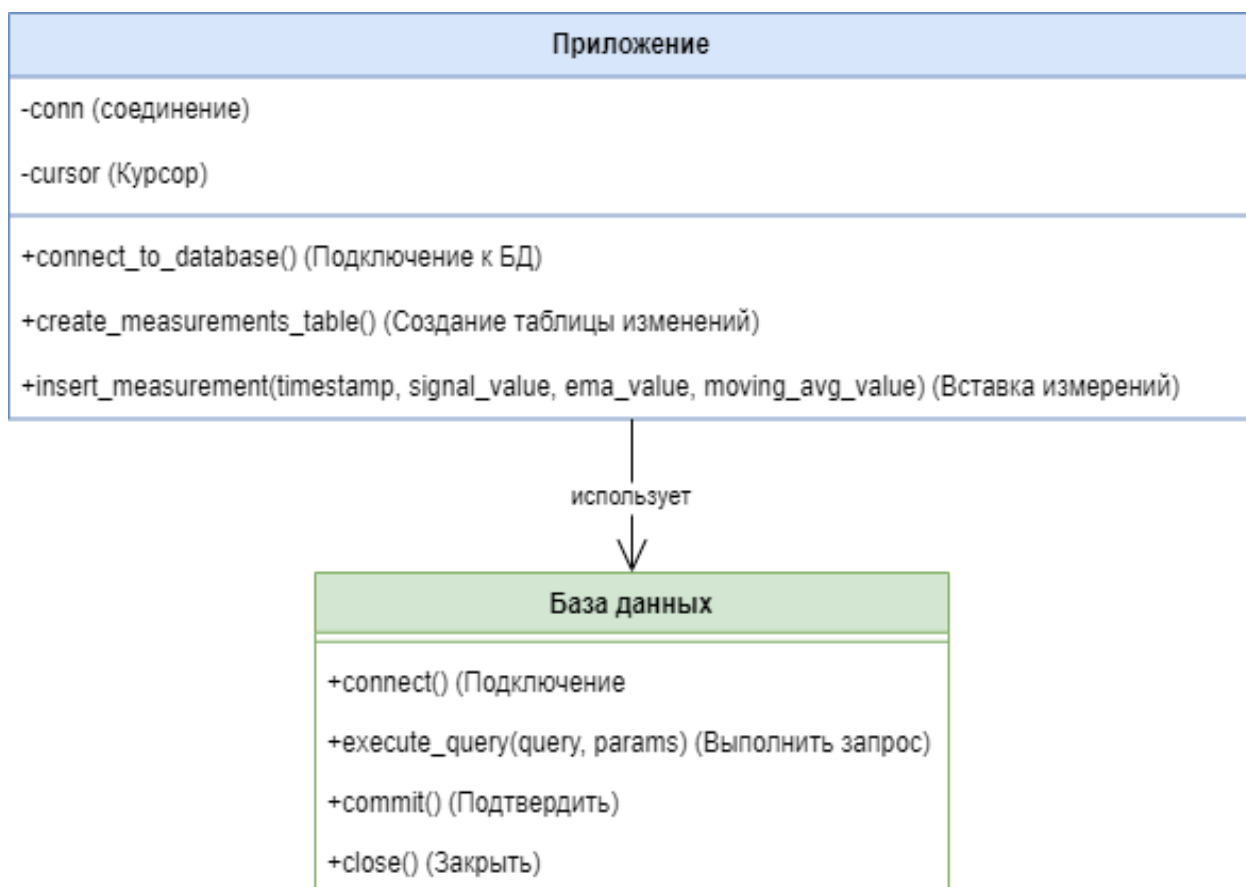 Приложение
-conn (соединение)
-cursor (Курсор)
+connect_to_database() (Подключение к БД)
+create_measurements_table() (Создание таблицы изменений)
+insert_measurement(timestamp, signal_value, ema_value, moving_avg_value) (Вставка измерений)
использует
База данных
+connect() (Подключение
+execute_query(query, params) (Выполнить запрос)
+commit() (Подтвердить)
+close() (Закрыть)